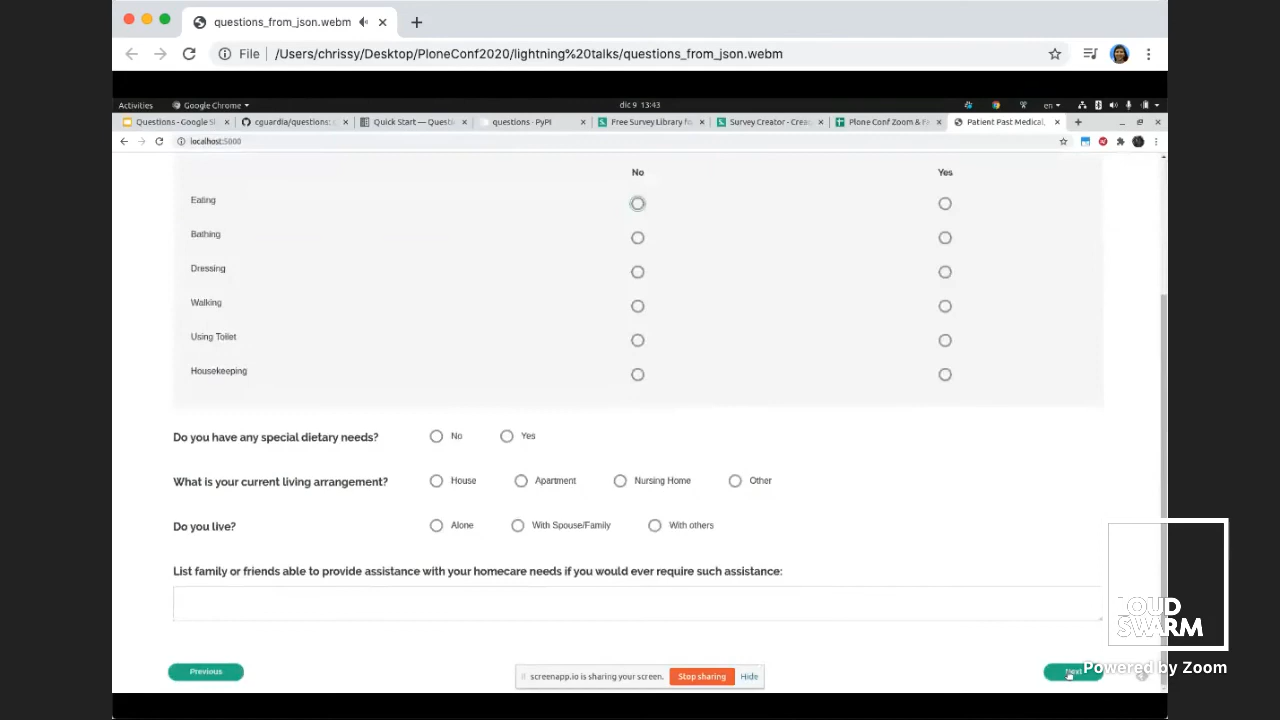 questions_from_json.webm
File /Users/chrissy/Desktop/PloneConf2020/lightning%20talks/questions_from_json.webm
Activities Google Chrome dic 9 13:43 en
Questions - Google Sl cguardia/questions: Quick Start — Questi questions · PyPI Free Survey Library fo Survey Creator - Crea Plone Conf Zoom & Patient Past Medical,
localhost:5000
No Yes
Eating
Bathing
Dressing
Walking
Using Toilet
Housekeeping
Do you have any special dietary needs? No Yes
What is your current living arrangement? House Apartment Nursing Home Other
Do you live? Alone With Spouse/Family With others
List family or friends able to provide assistance with your homecare needs if you would ever require such assistance:
LOUD
SWARM
Previous screenapp.io is sharing your screen. Stop sharing Hide Next
Powered by Zoom